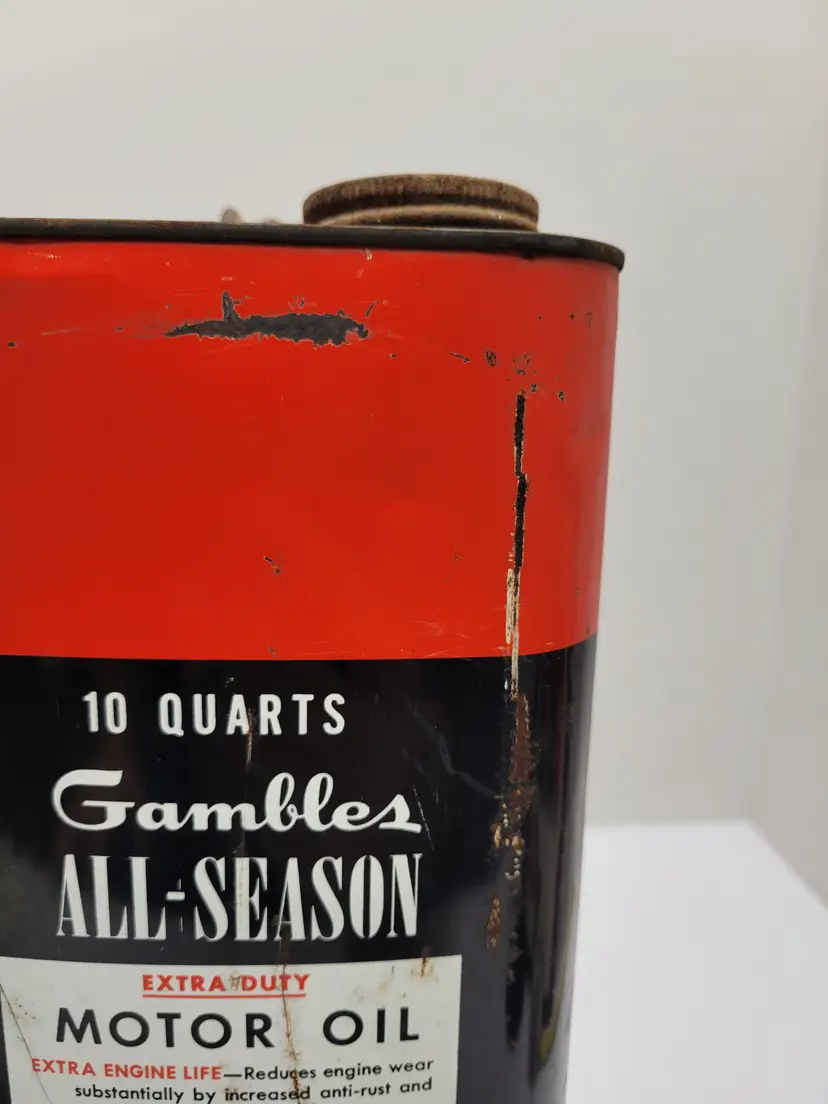 10 QUARTS
Gambles
ALL-SEASON
EXTRA DUTY
MOTOR OIL
EXTRA ENGINE LIFE—Reduces engine wear
substantially by increased anti-rust and